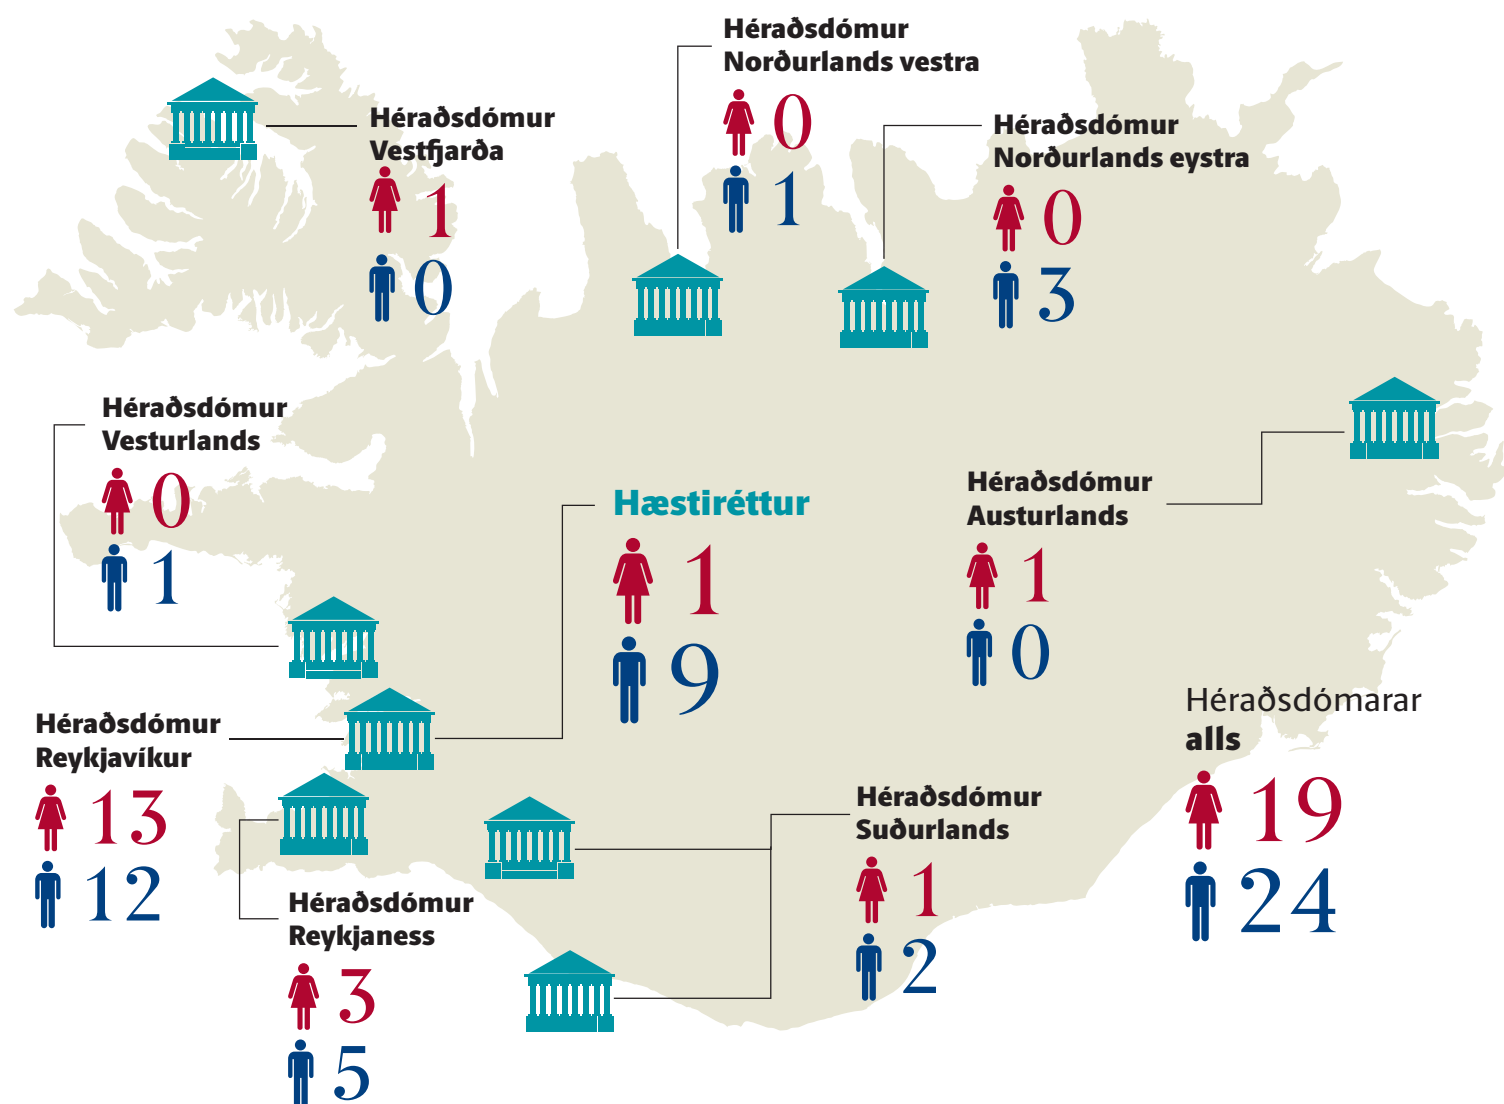 Héraðsdómur
Norðurlands vestra
0
1
Héraðsdómur
Vestfjarða
1
0
Héraðsdómur
Norðurlands eystra
0
3
Héraðsdómur
Vesturlands
0
1
Hæstiréttur
1
9
Héraðsdómur
Austurlands
1
0
Héraðsdómur
Reykjavíkur
13
12
Héraðsdómarar
alls
19
24
Héraðsdómur
Suðurlands
1
2
Héraðsdómur
Reykjaness
3
5